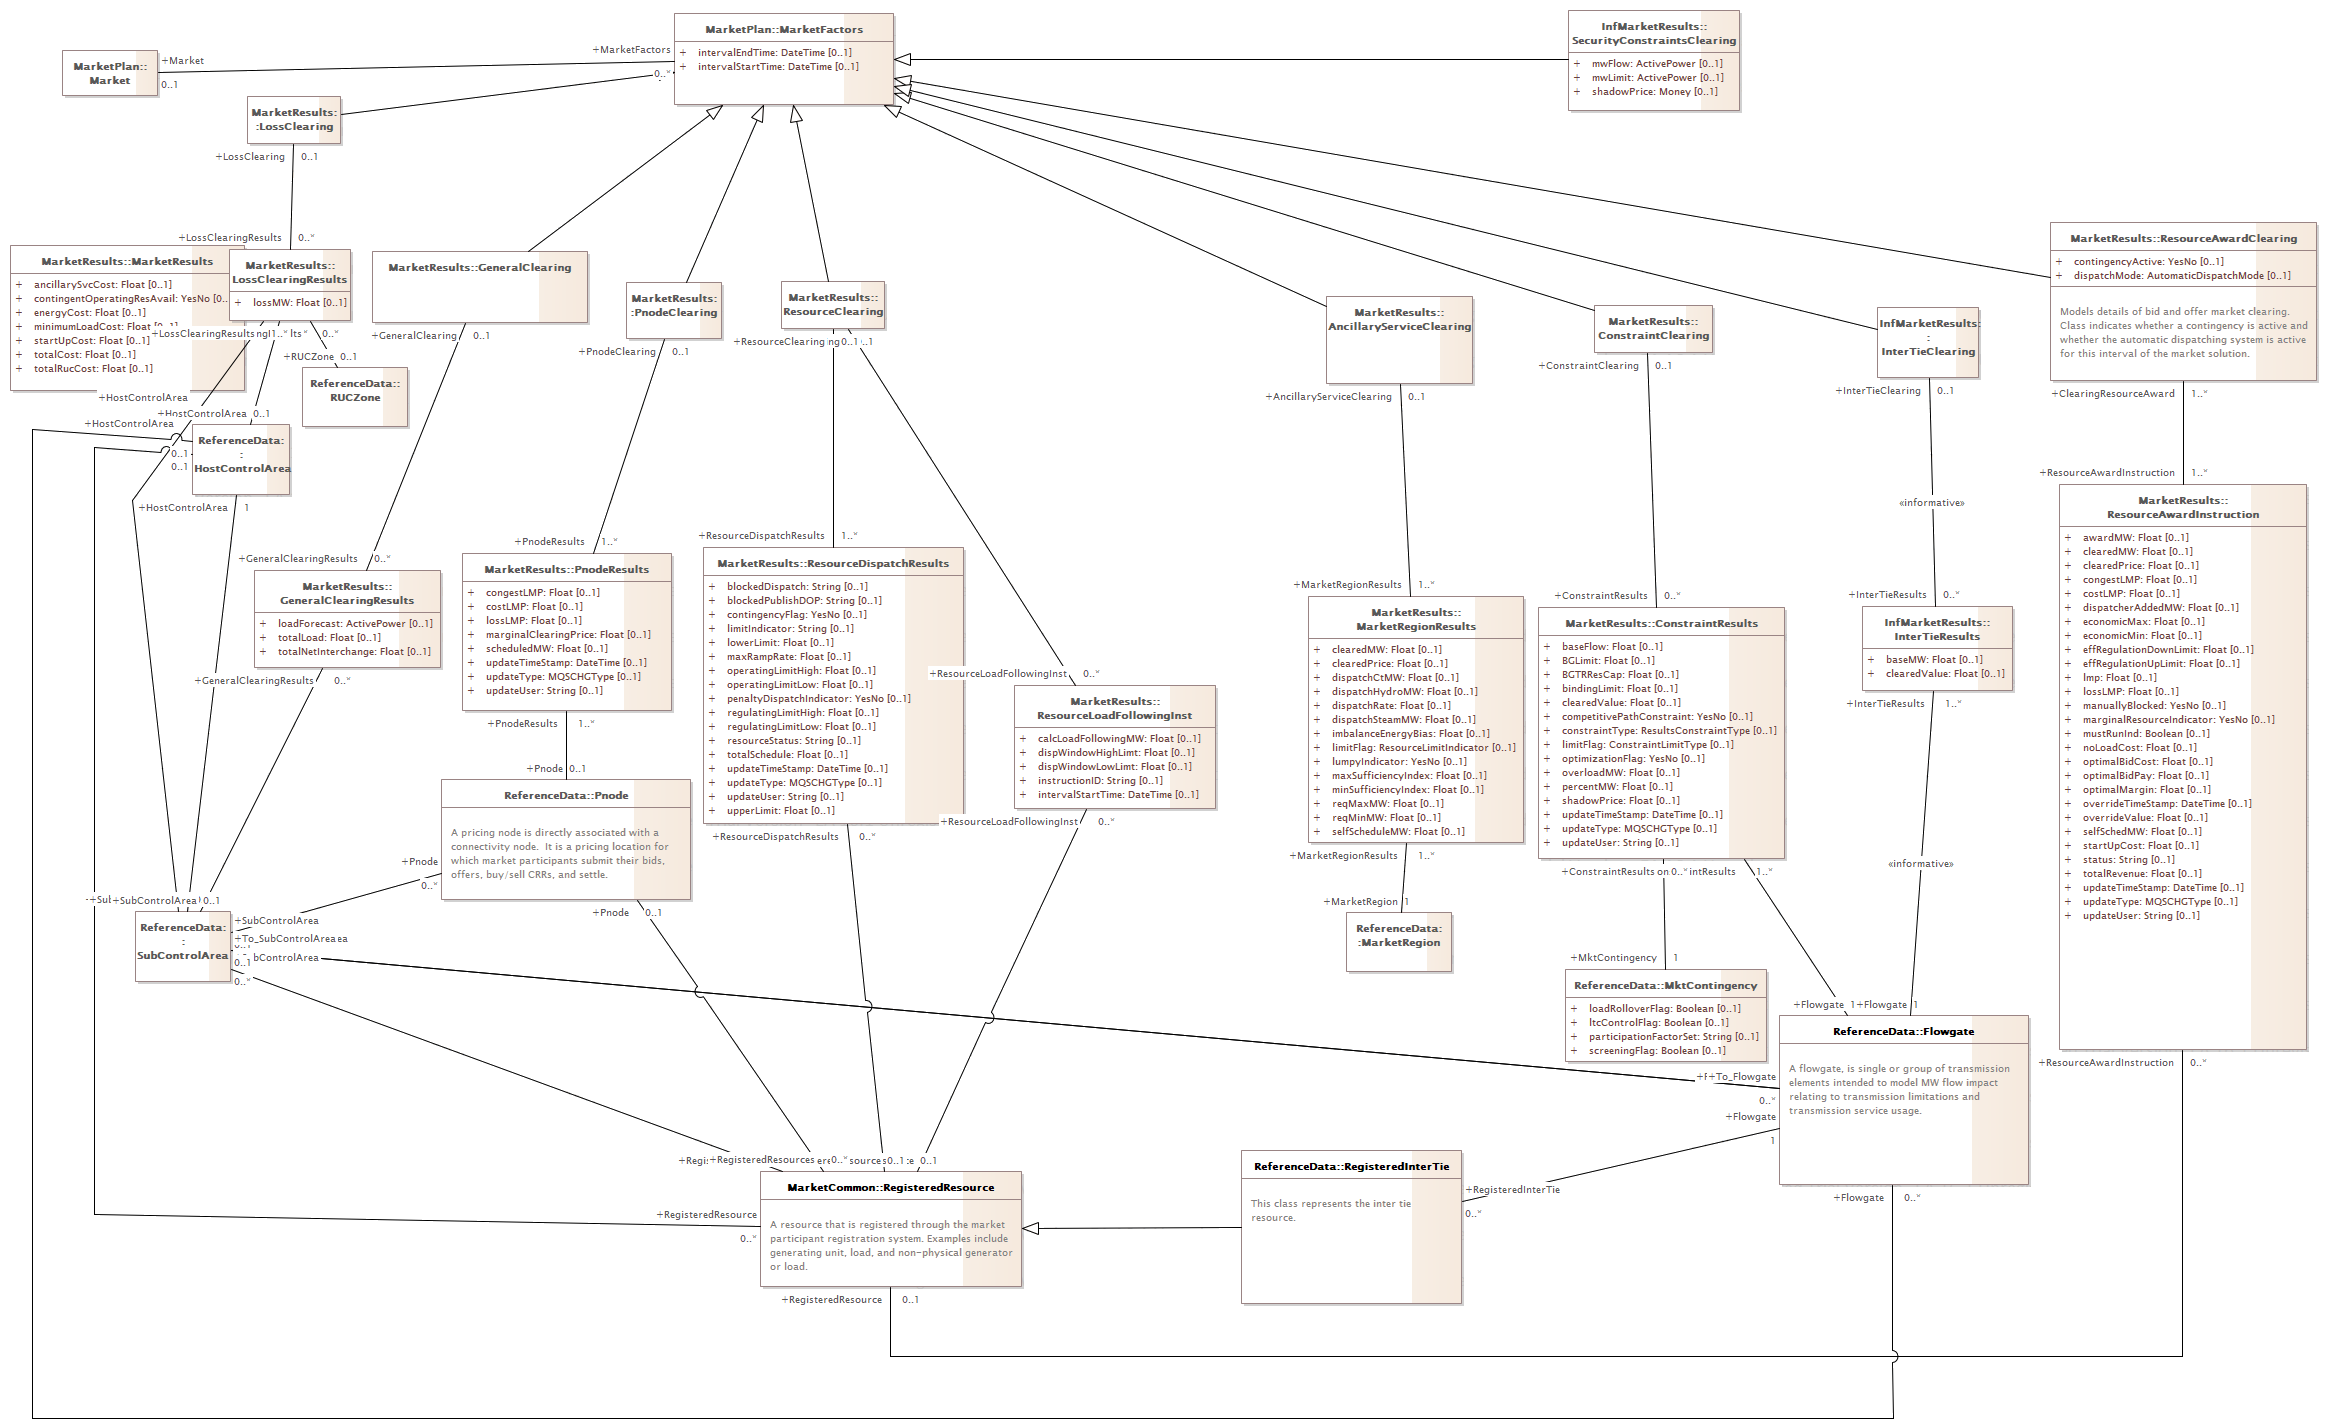 MarketPlan::MarketFactors
+ intervalEndTime: DateTime [0..1]
+ intervalStartTime: DateTime [0..1]
InfMarketResults::
SecurityConstraintsClearing
+ mwFlow: ActivePower [0..1]
+ mwLimit: ActivePower [0..1]
+ shadowPrice: Money [0..1]
MarketPlan::
Market
+Market
0..1
+MarketFactors
0..*
MarketResults:
:LossClearing
+LossClearing 0..1
+LossClearingResults 0..*
MarketResults::MarketResults
+ ancillarySvcCost: Float [0..1]
+ contingentOperatingResAvail: YesNo [0..
+ energyCost: Float [0..1]
+ minimumLoadCost: Float [0..1]
+ startUpCost: Float [0..1]
+ totalCost: Float [0..1]
+ totalRucCost: Float [0..1]
MarketResults::
LossClearingResults
+ lossMW: Float [0..1]
+LossClearingResults
0..*
+RUCZone 0..1
ReferenceData::
RUCZone
+HostControlArea
+HostControlArea 0..1
+HostControlArea
0..1
0..1
ReferenceData:
:
HostControlArea
+HostControlArea 1
MarketResults::GeneralClearing
+GeneralClearing 0..1
MarketResults:
:PnodeClearing
+PnodeClearing 0..1
MarketResults::
ResourceClearing
+ResourceClearing 0..1
MarketResults::
AncillaryServiceClearing
+AncillaryServiceClearing 0..1
MarketResults::
ConstraintClearing
+ConstraintClearing 0..1
InfMarketResults:
:
InterTieClearing
+InterTieClearing 0..1
MarketResults::ResourceAwardClearing
+ contingencyActive: YesNo [0..1]
+ dispatchMode: AutomaticDispatchMode [0..1]
Models details of bid and offer market clearing.
Class indicates whether a contingency is active and
whether the automatic dispatching system is active
for this interval of the market solution.
+ClearingResourceAward 1..*
+ResourceAwardInstruction 1..*
«informative»
+GeneralClearingResults 0..*
MarketResults::
GeneralClearingResults
+ loadForecast: ActivePower [0..1]
+ totalLoad: Float [0..1]
+ totalNetInterchange: Float [0..1]
+GeneralClearingResults 0..*
+PnodeResults 1..*
MarketResults::PnodeResults
+ congestLMP: Float [0..1]
+ costLMP: Float [0..1]
+ lossLMP: Float [0..1]
+ marginalClearingPrice: Float [0..1]
+ scheduledMW: Float [0..1]
+ updateTimeStamp: DateTime [0..1]
+ updateType: MQSCHGType [0..1]
+ updateUser: String [0..1]
+PnodeResults 1..*
+Pnode 0..1
ReferenceData::Pnode
A pricing node is directly associated with a
connectivity node. It is a pricing location for
which market participants submit their bids,
offers, buy/sell CRRs, and settle.
+Pnode
0..*
+Pnode 0..1
+ResourceDispatchResults 1..*
MarketResults::ResourceDispatchResults
+ blockedDispatch: String [0..1]
+ blockedPublishDOP: String [0..1]
+ contingencyFlag: YesNo [0..1]
+ limitIndicator: String [0..1]
+ lowerLimit: Float [0..1]
+ maxRampRate: Float [0..1]
+ operatingLimitHigh: Float [0..1]
+ operatingLimitLow: Float [0..1]
+ penaltyDispatchIndicator: YesNo [0..1]
+ regulatingLimitHigh: Float [0..1]
+ regulatingLimitLow: Float [0..1]
+ resourceStatus: String [0..1]
+ totalSchedule: Float [0..1]
+ updateTimeStamp: DateTime [0..1]
+ updateType: MQSCHGType [0..1]
+ updateUser: String [0..1]
+ upperLimit: Float [0..1]
+ResourceDispatchResults 0..*
+ResourceLoadFollowingInst 0..*
MarketResults::
ResourceLoadFollowingInst
+ calcLoadFollowingMW: Float [0..1]
+ dispWindowHighLimt: Float [0..1]
+ dispWindowLowLimt: Float [0..1]
+ instructionID: String [0..1]
+ intervalStartTime: DateTime [0..1]
+ResourceLoadFollowingInst 0..*
+MarketRegionResults 1..*
MarketResults::
MarketRegionResults
+ clearedMW: Float [0..1]
+ clearedPrice: Float [0..1]
+ dispatchCtMW: Float [0..1]
+ dispatchHydroMW: Float [0..1]
+ dispatchRate: Float [0..1]
+ dispatchSteamMW: Float [0..1]
+ imbalanceEnergyBias: Float [0..1]
+ limitFlag: ResourceLimitIndicator [0..1]
+ lumpyIndicator: YesNo [0..1]
+ maxSufficiencyIndex: Float [0..1]
+ minSufficiencyIndex: Float [0..1]
+ reqMaxMW: Float [0..1]
+ reqMinMW: Float [0..1]
+ selfScheduleMW: Float [0..1]
+MarketRegionResults 1..*
+MarketRegion 1
ReferenceData:
:MarketRegion
+ConstraintResults 0..*
MarketResults::ConstraintResults
+ baseFlow: Float [0..1]
+ BGLimit: Float [0..1]
+ BGTRResCap: Float [0..1]
+ bindingLimit: Float [0..1]
+ clearedValue: Float [0..1]
+ competitivePathConstraint: YesNo [0..1]
+ constraintType: ResultsConstraintType [0..1]
+ limitFlag: ConstraintLimitType [0..1]
+ optimizationFlag: YesNo [0..1]
+ overloadMW: Float [0..1]
+ percentMW: Float [0..1]
+ shadowPrice: Float [0..1]
+ updateTimeStamp: DateTime [0..1]
+ updateType: MQSCHGType [0..1]
+ updateUser: String [0..1]
+ConstraintResults 0..* 1..*
+MktContingency 1
ReferenceData::MktContingency
+ loadRolloverFlag: Boolean [0..1]
+ ltcControlFlag: Boolean [0..1]
+ participationFactorSet: String [0..1]
+ screeningFlag: Boolean [0..1]
+InterTieResults 0..*
InfMarketResults::
InterTieResults
+ baseMW: Float [0..1]
+ clearedValue: Float [0..1]
+InterTieResults 1..*
«informative»
+Flowgate 1 +Flowgate 1
MarketResults::
ResourceAwardInstruction
+ awardMW: Float [0..1]
+ clearedMW: Float [0..1]
+ clearedPrice: Float [0..1]
+ congestLMP: Float [0..1]
+ costLMP: Float [0..1]
+ dispatcherAddedMW: Float [0..1]
+ economicMax: Float [0..1]
+ economicMin: Float [0..1]
+ effRegulationDownLimit: Float [0..1]
+ effRegulationUpLimit: Float [0..1]
+ lmp: Float [0..1]
+ lossLMP: Float [0..1]
+ manuallyBlocked: YesNo [0..1]
+ marginalResourceIndicator: YesNo [0..1]
+ mustRunInd: Boolean [0..1]
+ noLoadCost: Float [0..1]
+ optimalBidCost: Float [0..1]
+ optimalBidPay: Float [0..1]
+ optimalMargin: Float [0..1]
+ overrideTimeStamp: DateTime [0..1]
+ overrideValue: Float [0..1]
+ selfSchedMW: Float [0..1]
+ startUpCost: Float [0..1]
+ status: String [0..1]
+ totalRevenue: Float [0..1]
+ updateTimeStamp: DateTime [0..1]
+ updateType: MQSCHGType [0..1]
+ updateUser: String [0..1]
+ResourceAwardInstruction 0..*
+SubControlArea 0..1
ReferenceData:
:
SubControlArea
+SubControlArea
+To_SubControlArea
0..1
0..*
ReferenceData::Flowgate
A flowgate, is single or group of transmission
elements intended to model MW flow impact
relating to transmission limitations and
transmission service usage.
+To_Flowgate
0..*
+Flowgate
1
+Flowgate 0..*
ReferenceData::RegisteredInterTie
This class represents the inter tie
resource.
+RegisteredInterTie
0..*
+RegisteredResources 0..* 0..1 0..1
MarketCommon::RegisteredResource
A resource that is registered through the market
participant registration system. Examples include
generating unit, load, and non-physical generator
or load.
+RegisteredResource
0..*
+RegisteredResource 0..1